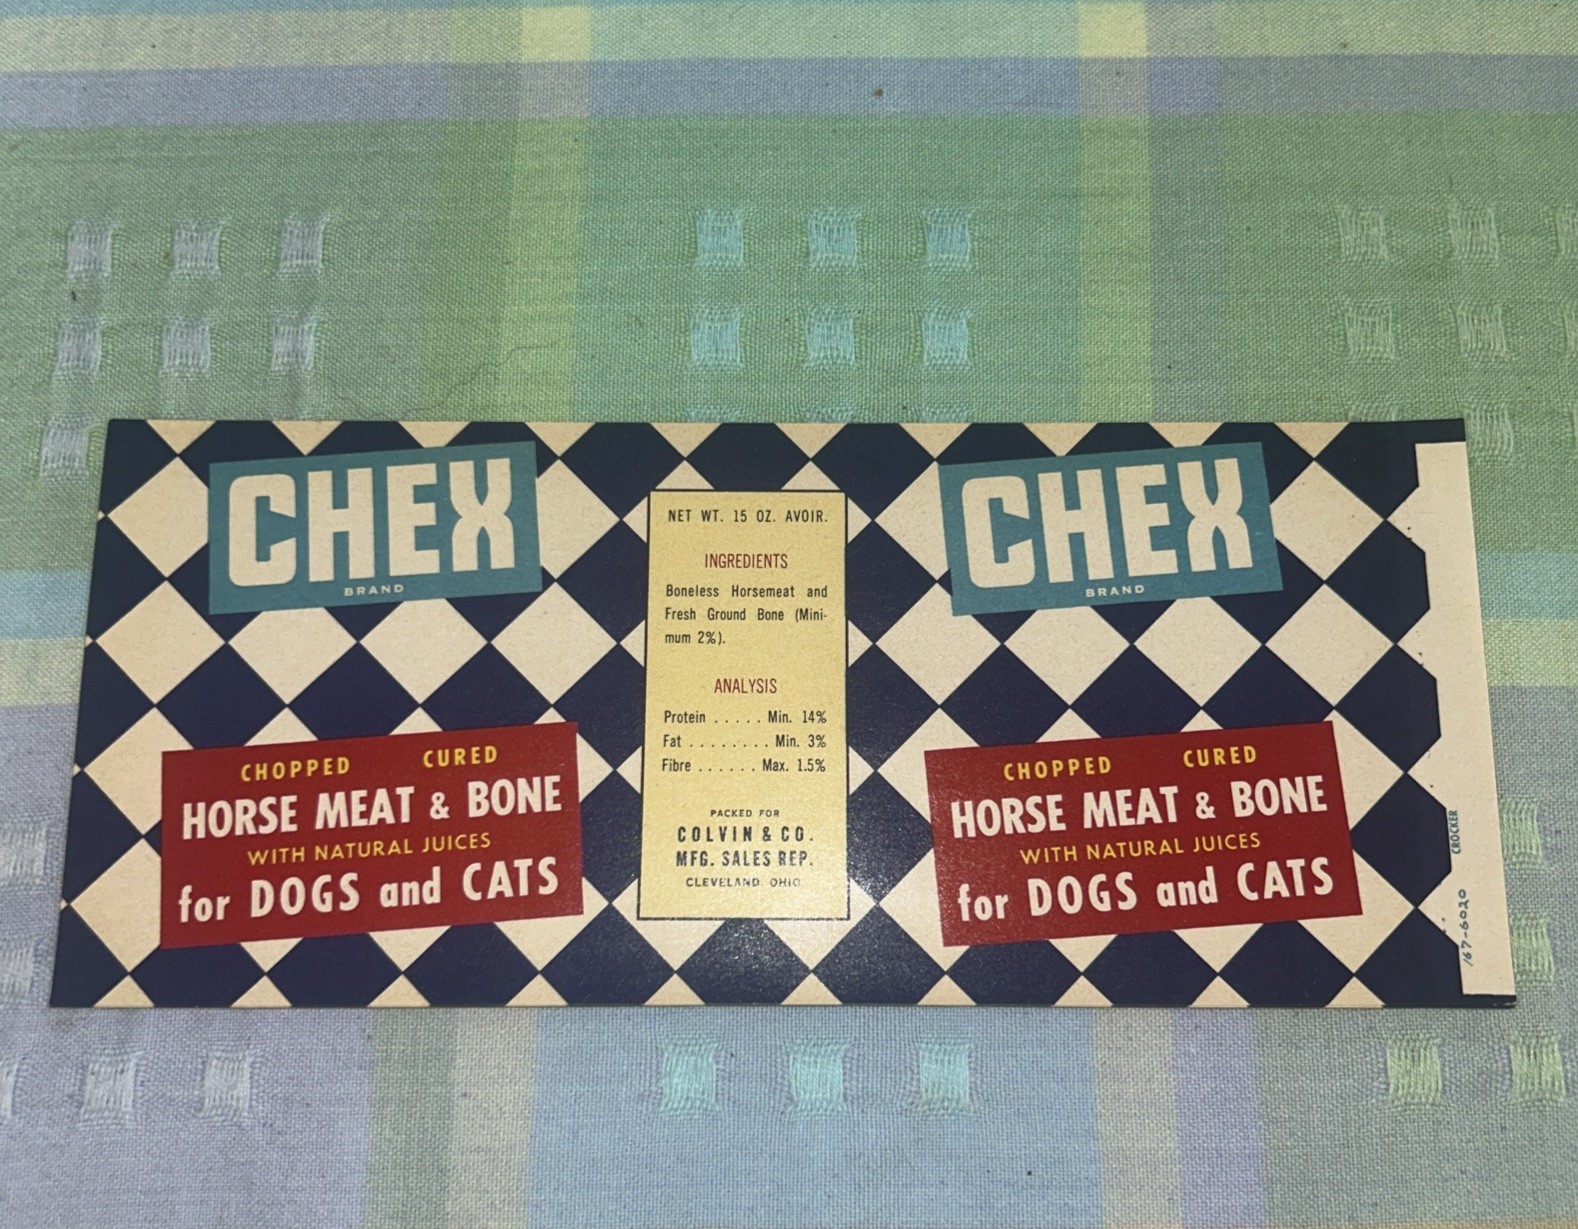 CHEX
BRAND
CHOPPED CURED
HORSE MEAT & BONE
WITH NATURAL JUICES
for DOGS and CATS
NET WT. 15 OZ. AVOIR.
INGREDIENTS
Boneless Horsemeat and
Fresh Ground Bone (Mini-
mum 2%).
ANALYSIS
Protein . . . . . Min. 14%
Fat . . . . . . . . Min. 3%
Fibre . . . . . . Max. 1.5%
PACKED FOR
COLVIN & CO.
MFG. SALES REP.
CLEVELAND OHIO
CHEX
BRAND
CHOPPED CURED
HORSE MEAT & BONE
WITH NATURAL JUICES
for DOGS and CATS
CROCKER
167-6020